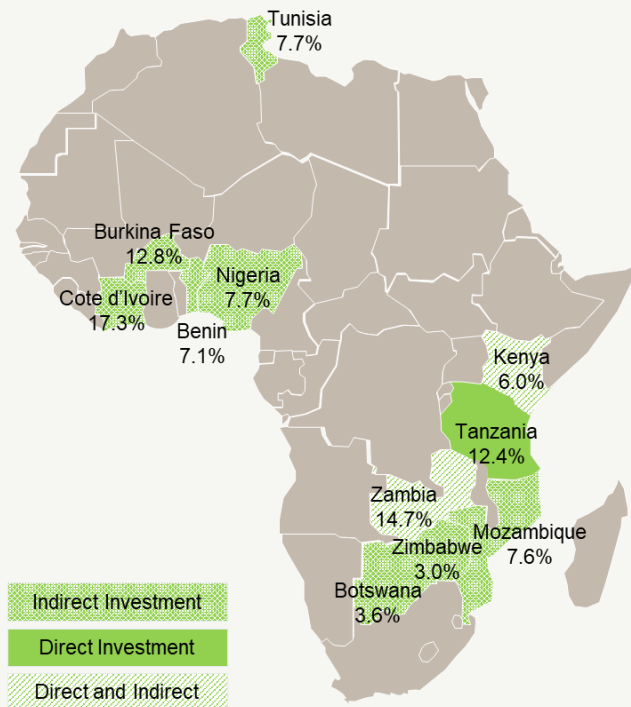 Tunisia
7.7%
Burkina Faso
12.8%
Nigeria
7.7%
Cote d'Ivoire
17.3%
Benin
7.1%
Kenya
6.0%
Tanzania
12.4%
Zambia
14.7%
Mozambique
7.6%
Zimbabwe
3.0%
Botswana
3.6%
Indirect Investment
Direct Investment
Direct and Indirect